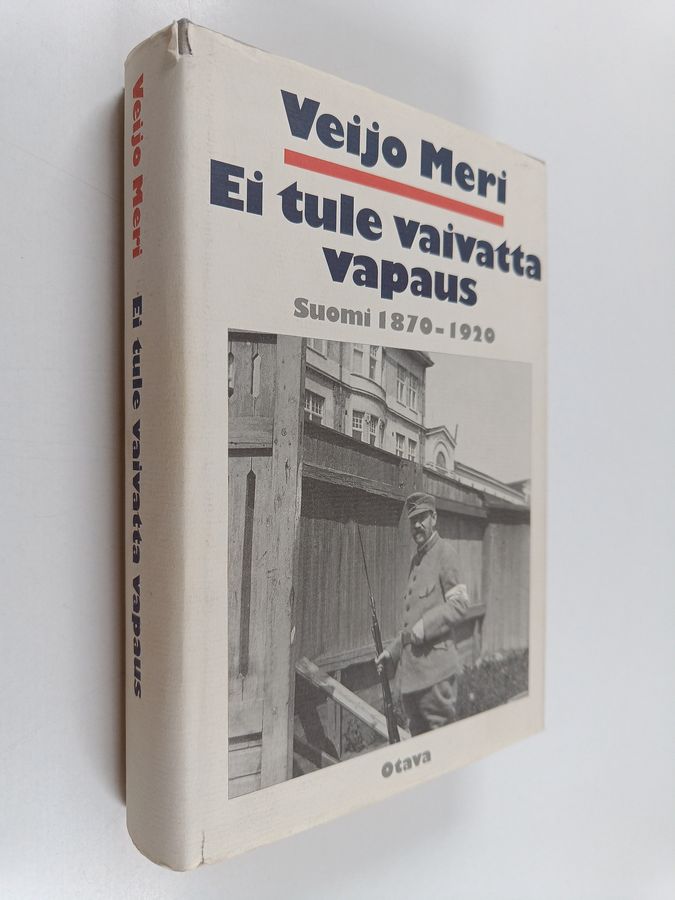 Veijo Meri
Ei tule vaivatta
vapaus
Suomi 1870-1920
Otava
Veijo Meri Ei tule vaivatta vapaus